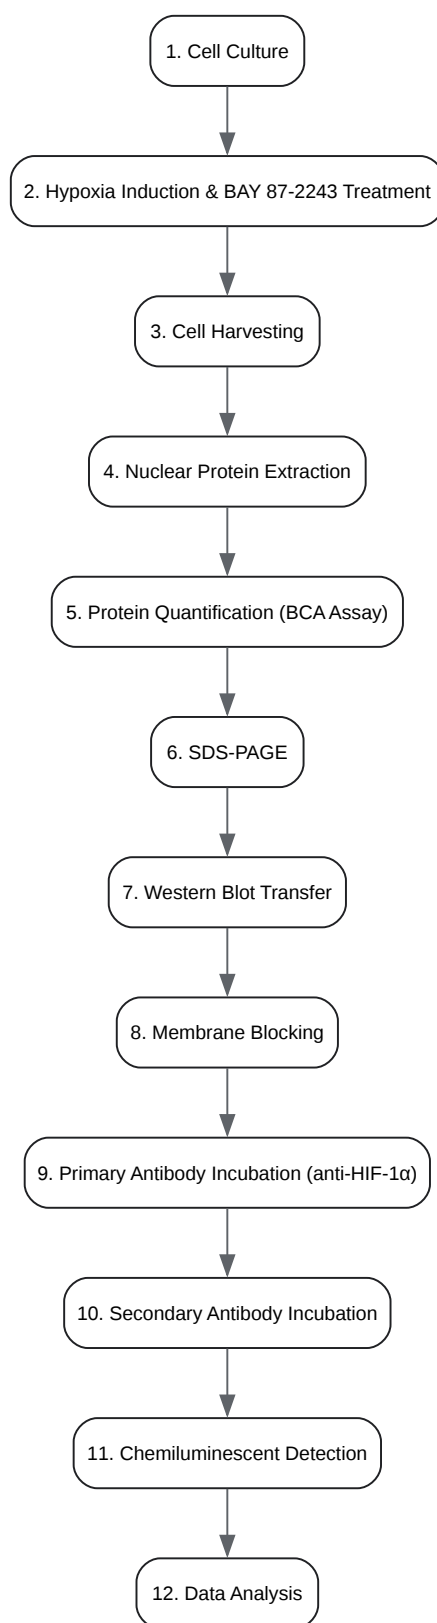 1. Cell Culture
2. Hypoxia Induction & BAY 87-2243 Treatment
3. Cell Harvesting
4. Nuclear Protein Extraction
5. Protein Quantification (BCA Assay)
6. SDS-PAGE
7. Western Blot Transfer
8. Membrane Blocking
9. Primary Antibody Incubation (anti-HIF-1α)
10. Secondary Antibody Incubation
11. Chemiluminescent Detection
12. Data Analysis